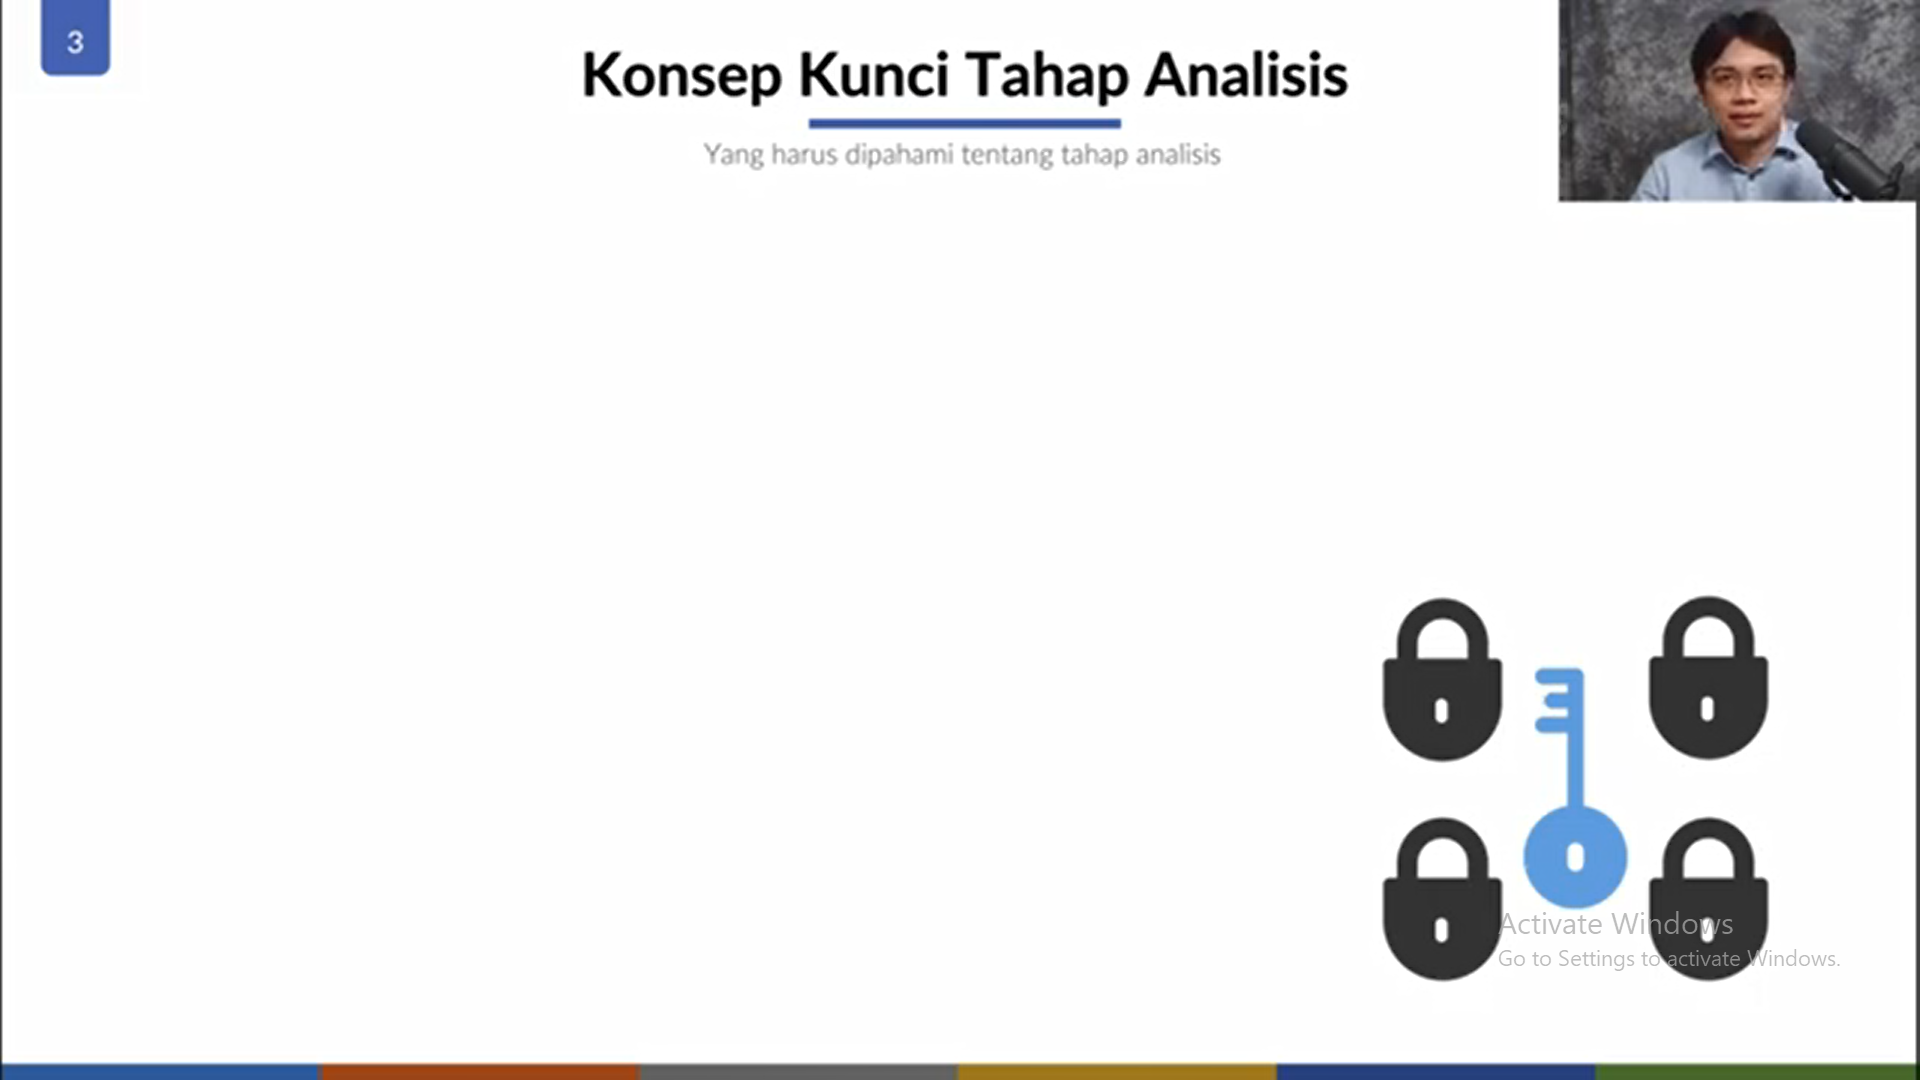 3
Konsep Kunci Tahap Analisis
Yang harus dipahami tentang tahap analisis
Activate Windows
Go to Settings to activate Windows.